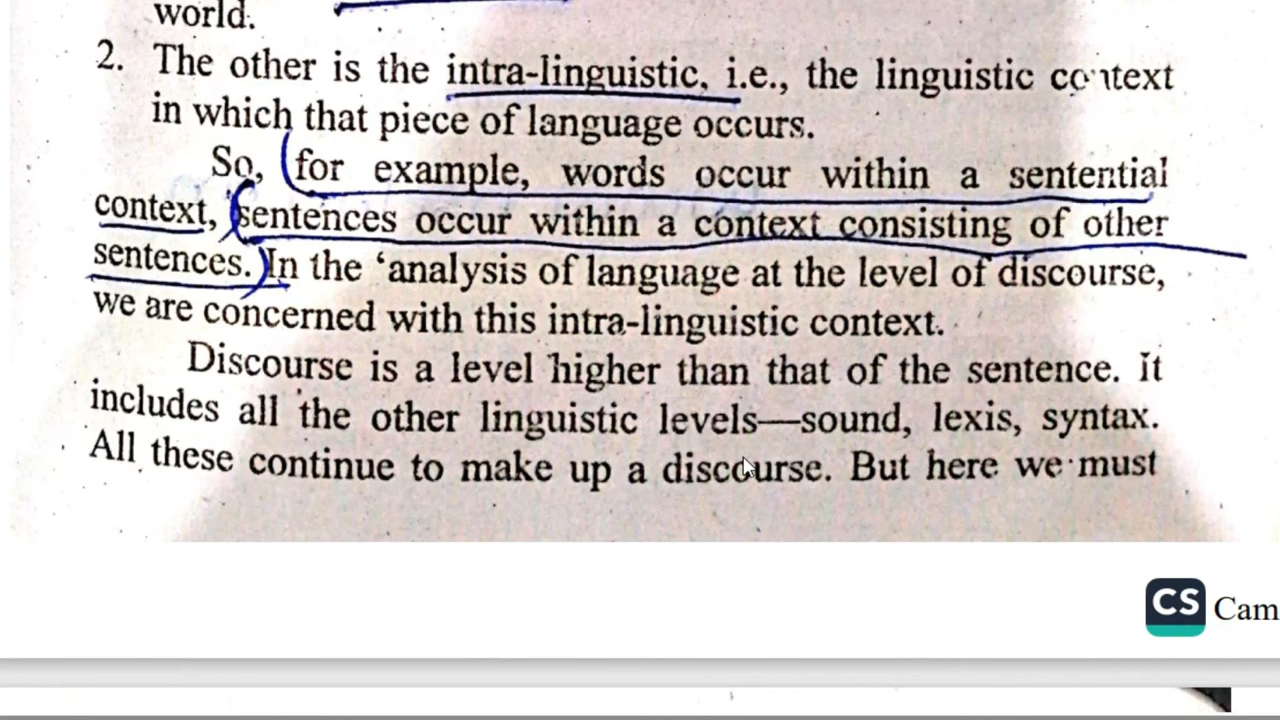 world.
2. The other is the intra-linguistic, i.e., the linguistic context
in which that piece of language occurs.
So, for example, words occur within a sentential
context, sentences occur within a context consisting of other
sentences. In the ‘analysis of language at the level of discourse,
we are concerned with this intra-linguistic context.
Discourse is a level higher than that of the sentence. It
includes all the other linguistic levels—sound, lexis, syntax.
All these continue to make up a discourse. But here we must
CS Cam